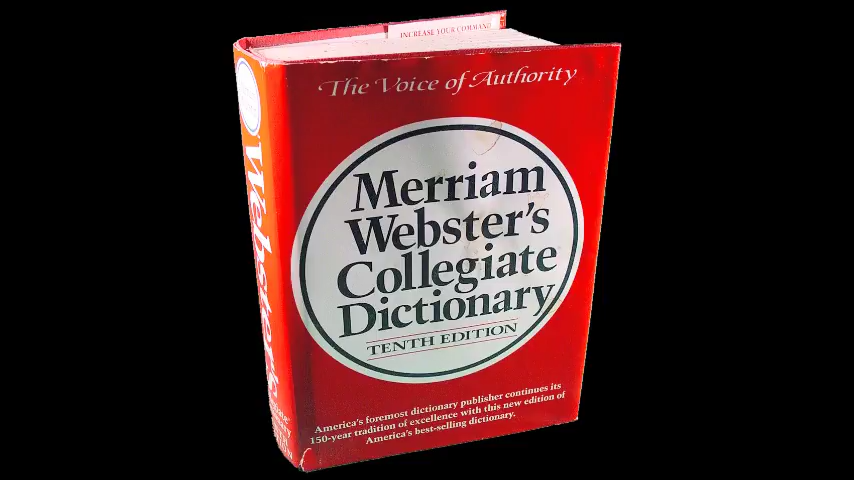 INCREASE YOUR COMMAND
The Voice of Authority
Merriam
Webster's
Collegiate
Dictionary
TENTH EDITION
America's foremost dictionary publisher continues its
150-year tradition of excellence with this new edition of
America's best-selling dictionary.
Webster's